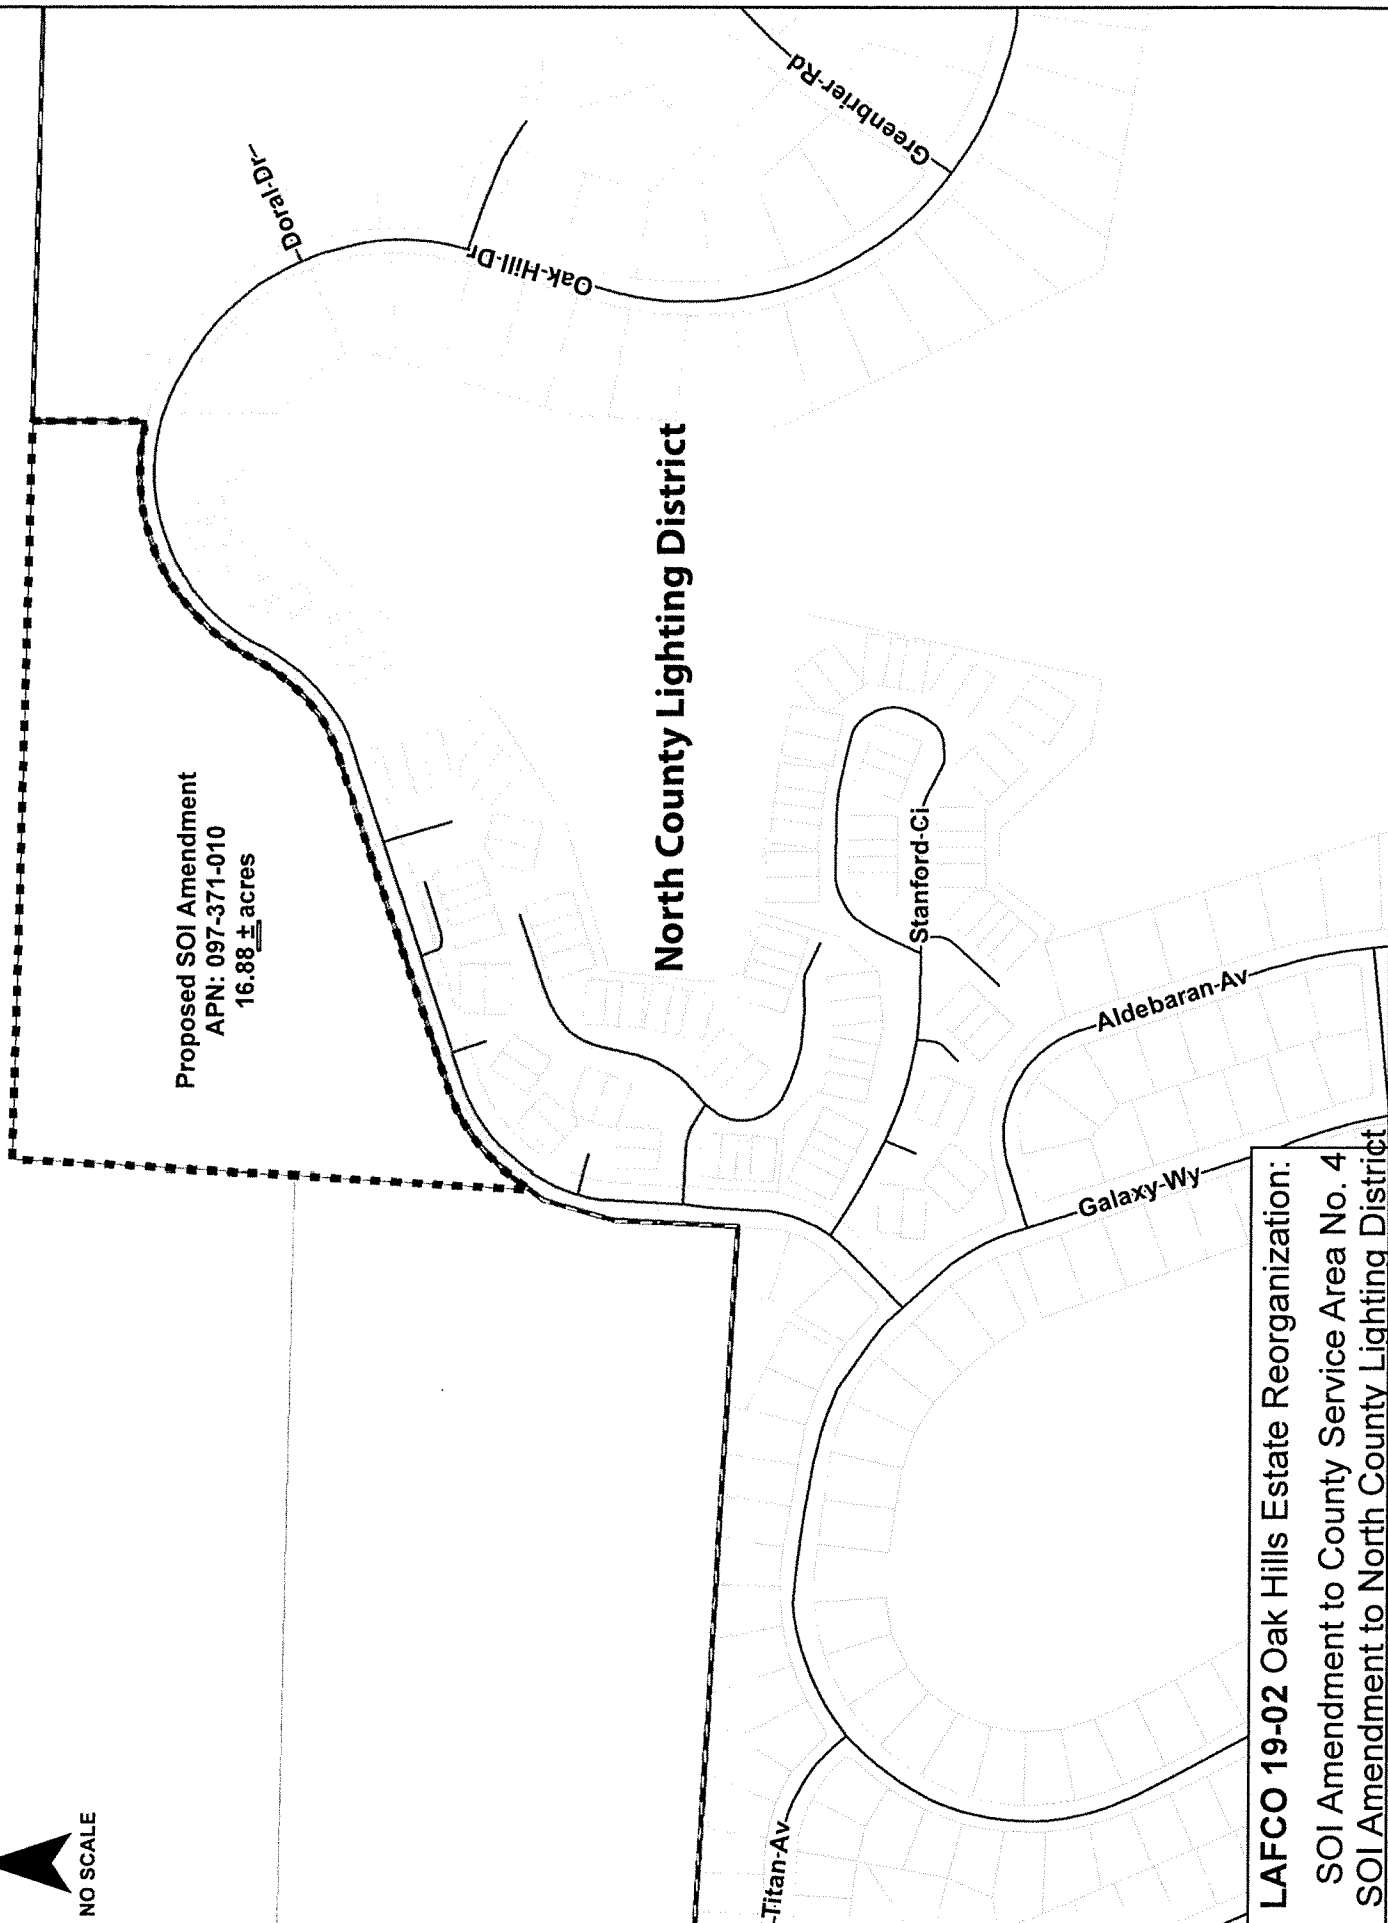 NO SCALE
Proposed SOI Amendment
APN: 097-371-010
16.88 ± acres
Doral-Dr
Greenbrier-Rd
Oak-Hill-Dr
North County Lighting District
Stanford-Ci
Aldebaran-Av
Galaxy-Wy
Titan-Av
LAFCO 19-02 Oak Hills Estate Reorganization:
SOI Amendment to County Service Area No. 4
SOI Amendment to North County Lighting District